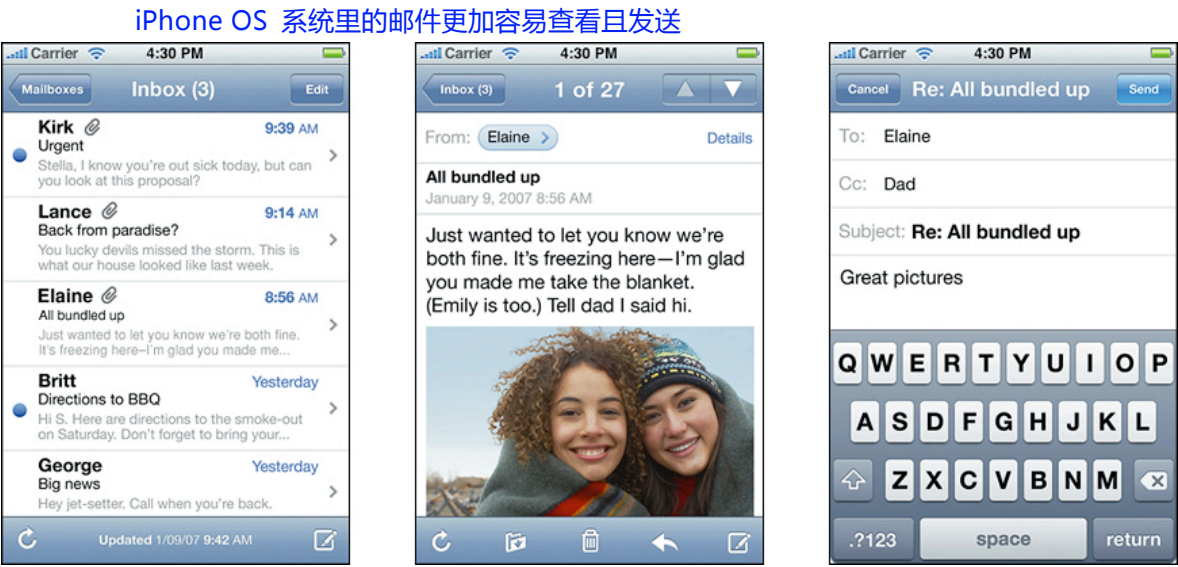 iPhone OS 系统里的邮件更加容易查看且发送
Carrier 4:30 PM
Mailboxes Inbox (3) Edit
Kirk 9:39 AM
Urgent
Stella, I know you're out sick today, but can
you look at this proposal?
Lance 9:14 AM
Back from paradise?
You lucky devils missed the storm. This is
what our house looked like last week.
Elaine 8:56 AM
All bundled up
Just wanted to let you know we're both fine.
It's freezing here–I'm glad you made me...
Britt Yesterday
Directions to BBQ
Hi S. Here are directions to the smoke-out
on Saturday. Don't forget to bring your...
George Yesterday
Big news
Hey jet-setter. Call when you're back.
Updated 1/09/07 9:42 AM
Carrier 4:30 PM
Inbox (3) 1 of 27
From: Elaine Details
All bundled up
January 9, 2007 8:56 AM
Just wanted to let you know we're
both fine. It's freezing here—I'm glad
you made me take the blanket.
(Emily is too.) Tell dad I said hi.
Carrier 4:30 PM
Cancel Re: All bundled up Send
To: Elaine
Cc: Dad
Subject: Re: All bundled up
Great pictures
Q W E R T Y U I O P
A S D F G H J K L
Z X C V B N M
.?123 space return